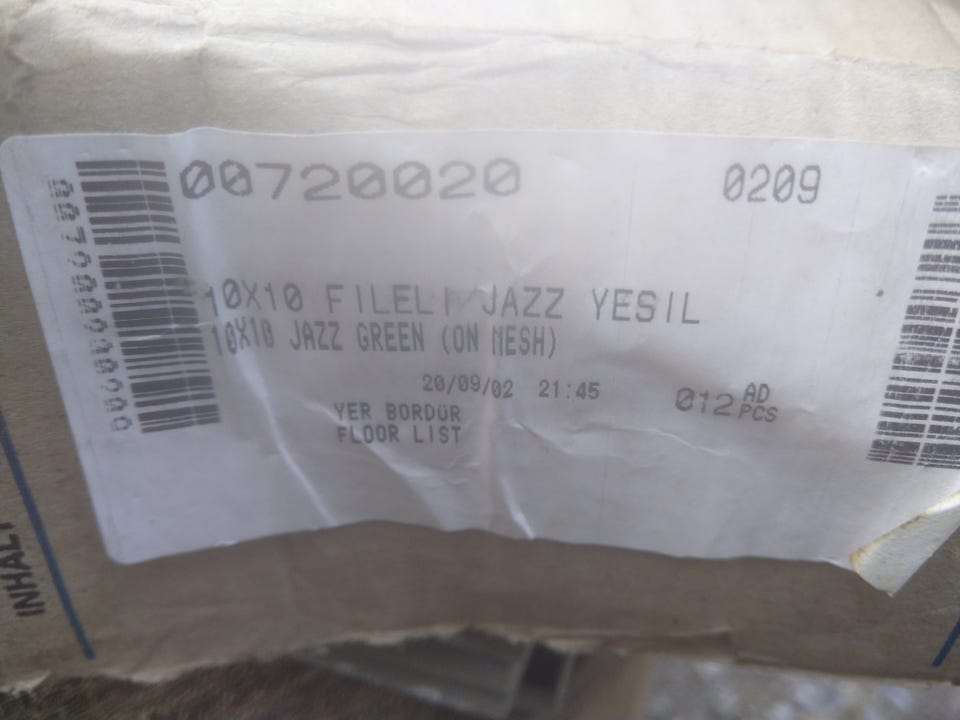 00720020
0209
10X10 FILELI JAZZ YESIL
10X10 JAZZ GREEN (ON MESH)
20/09/02 21:45
012 AD PCS
YER BORDÜR
FLOOR LIST
INHALT